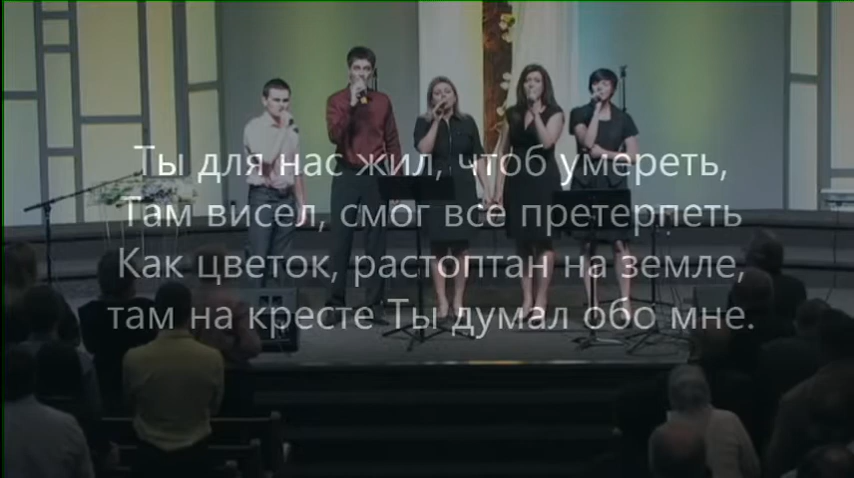 Ты для нас жил, чтоб умереть,
Там висел, смог все претерпеть
Как цветок, растоптан на земле,
там на кресте Ты думал обо мне.